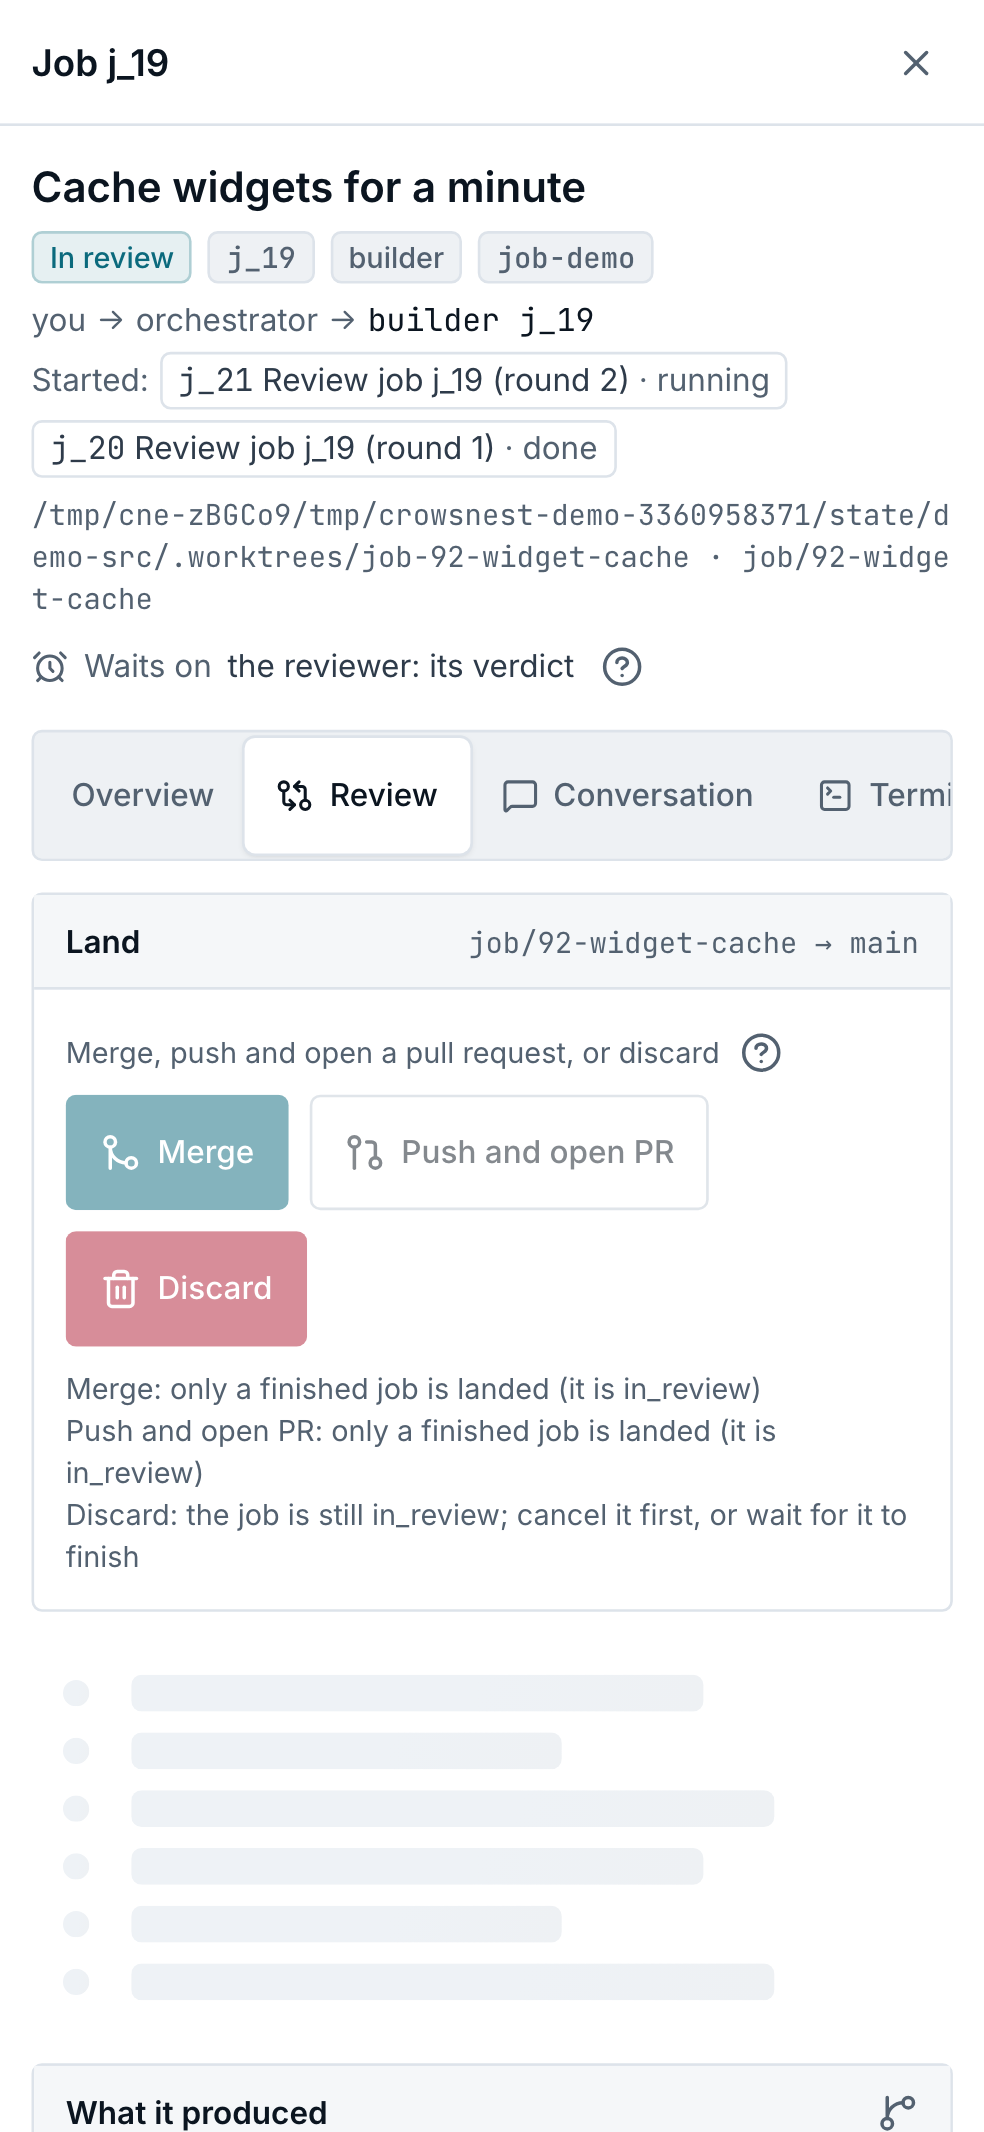 Job j_19
Cache widgets for a minute
In review j_19 builder job-demo
you → orchestrator → builder j_19
Started: j_21 Review job j_19 (round 2) · running
j_20 Review job j_19 (round 1) · done
/tmp/cne-zBGCo9/tmp/crowsnest-demo-3360958371/state/d
emo-src/.worktrees/job-92-widget-cache · job/92-widge
t-cache
Waits on the reviewer: its verdict
Overview Review Conversation Termi
Land job/92-widget-cache → main
Merge, push and open a pull request, or discard
Merge Push and open PR
Discard
Merge: only a finished job is landed (it is in_review)
Push and open PR: only a finished job is landed (it is
in_review)
Discard: the job is still in_review; cancel it first, or wait for it to
finish
What it produced